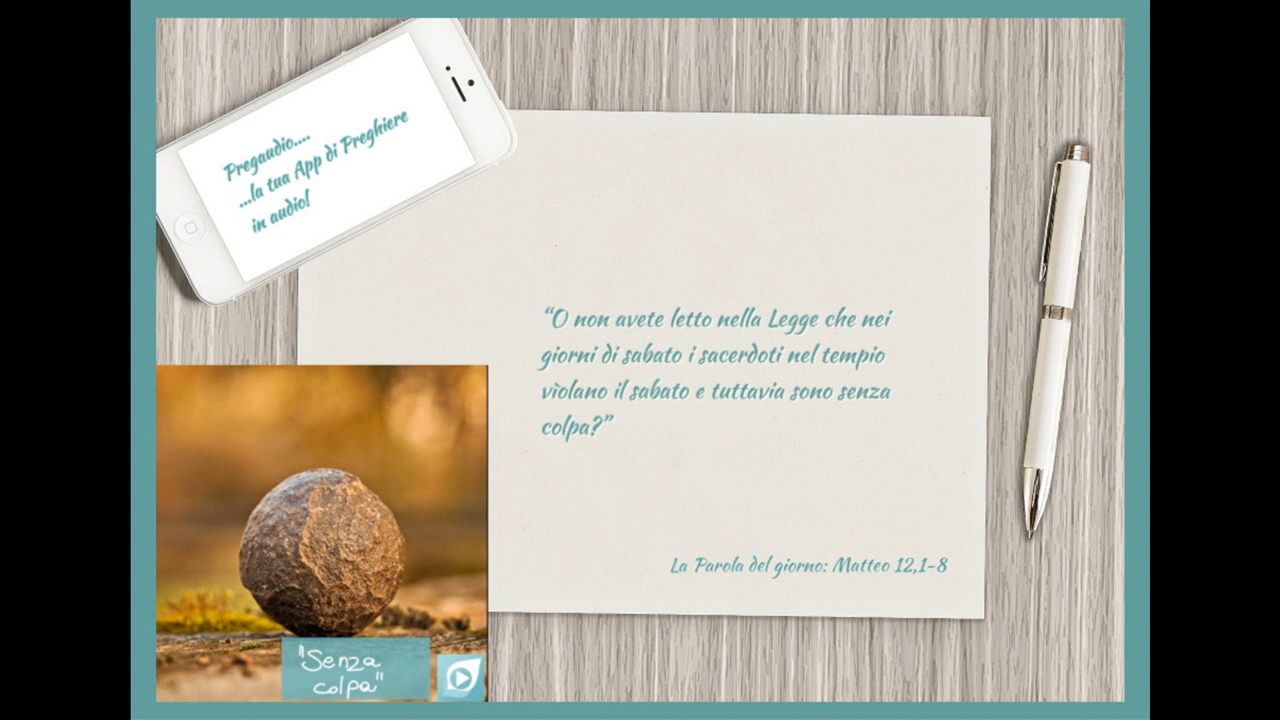 Pregaudio....
...la tua App di Preghiere
in audio!
“O non avete letto nella Legge che nei
giorni di sabato i sacerdoti nel tempio
vìolano il sabato e tuttavia sono senza
colpa?”
La Parola del giorno: Matteo 12,1-8
"Senza
colpa"